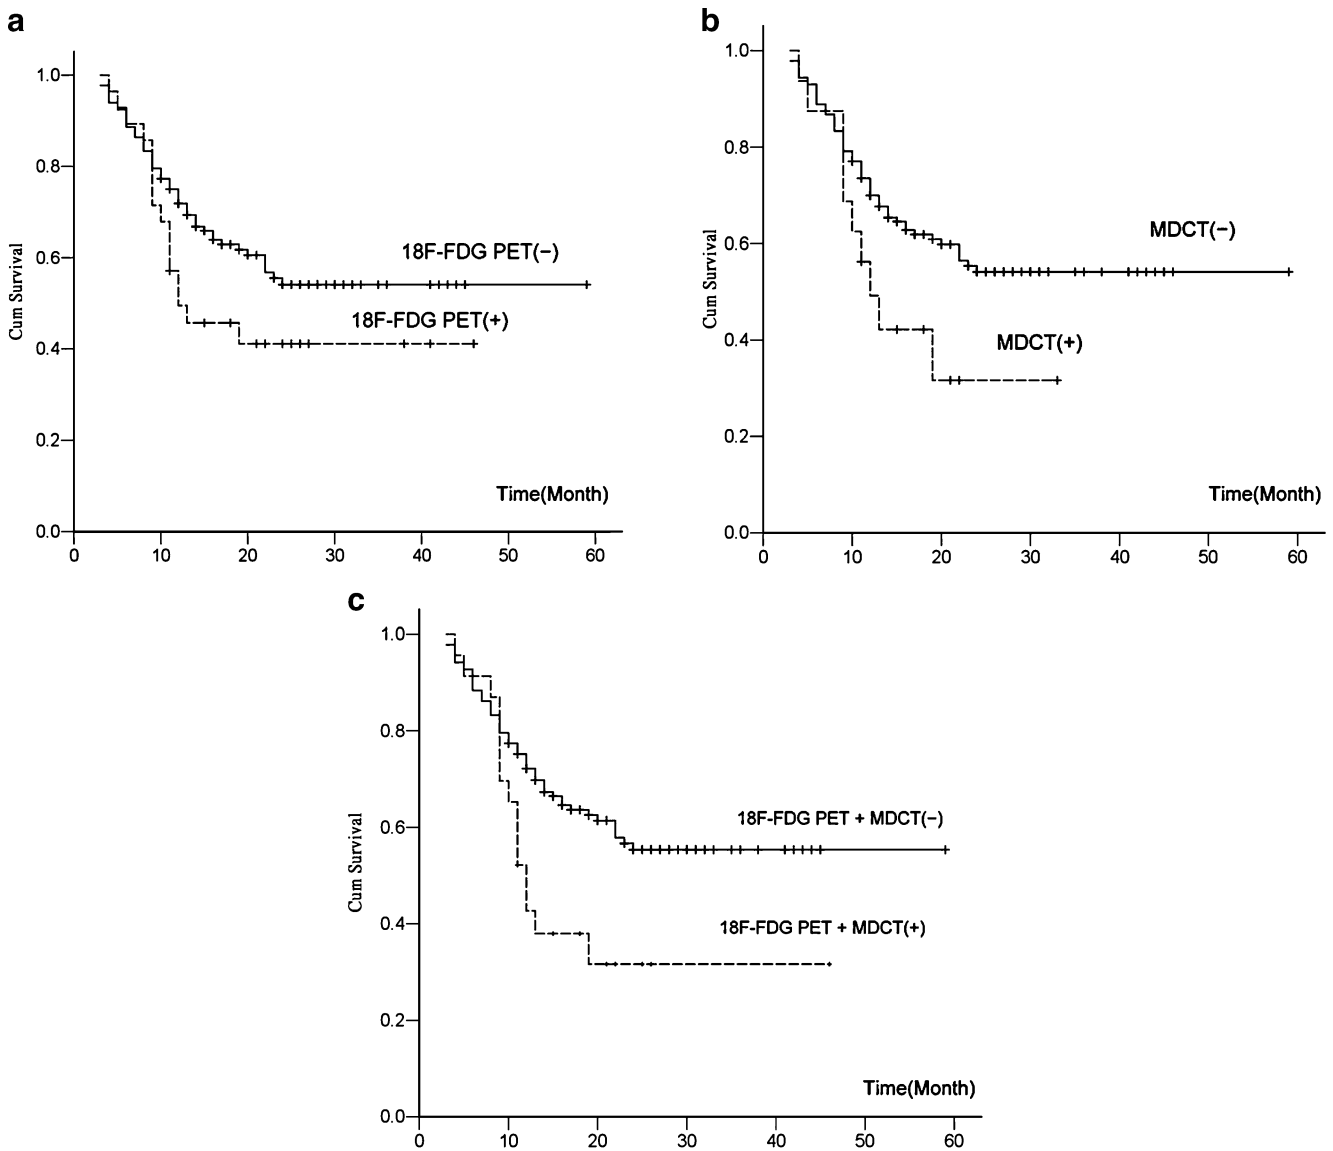 a
1.0
0.8
0.6
0.4
0.2
0.0
Cum Survival
18F-FDG PET(−)
18F-FDG PET(+)
Time(Month)
0 10 20 30 40 50 60
b
1.0
0.8
0.6
0.4
0.2
0.0
Cum Survival
MDCT(−)
MDCT(+)
Time(Month)
0 10 20 30 40 50 60
c
1.0
0.8
0.6
0.4
0.2
0.0
Cum Survival
18F-FDG PET + MDCT(−)
18F-FDG PET + MDCT(+)
Time(Month)
0 10 20 30 40 50 60